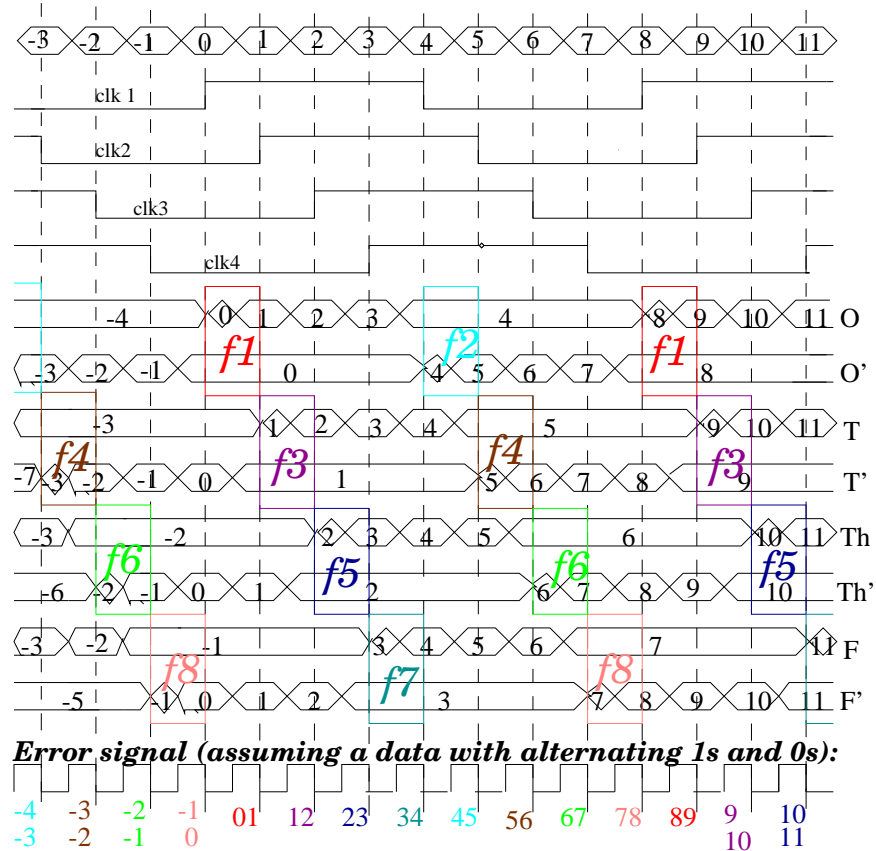 -3 -2 -1 0 1 2 3 4 5 6 7 8 9 10 11
clk 1
clk2
clk3
clk4
-4 0 1 2 3 4 8 9 10 11 O
f1 f2 f1
-3 -2 -1 0 4 5 6 7 8 O'
-3 1 2 3 4 5 9 10 11 T
f4 f3 f4 f3
-7 -3 -2 -1 0 1 5 6 7 8 9 T'
-3 -2 2 3 4 5 6 10 11 Th
f6 f5 f6 f5
-6 -2 -1 0 1 2 6 7 8 9 10 Th'
-3 -2 -1 3 4 5 6 7 11 F
f8 f7 f8
-5 -1 0 1 2 3 7 8 9 10 11 F'
Error signal (assuming a data with alternating 1s and 0s):
-4 -3 -2 -1 01 12 23 34 45 56 67 78 89 9 10
-3 -2 -1 0 10 11